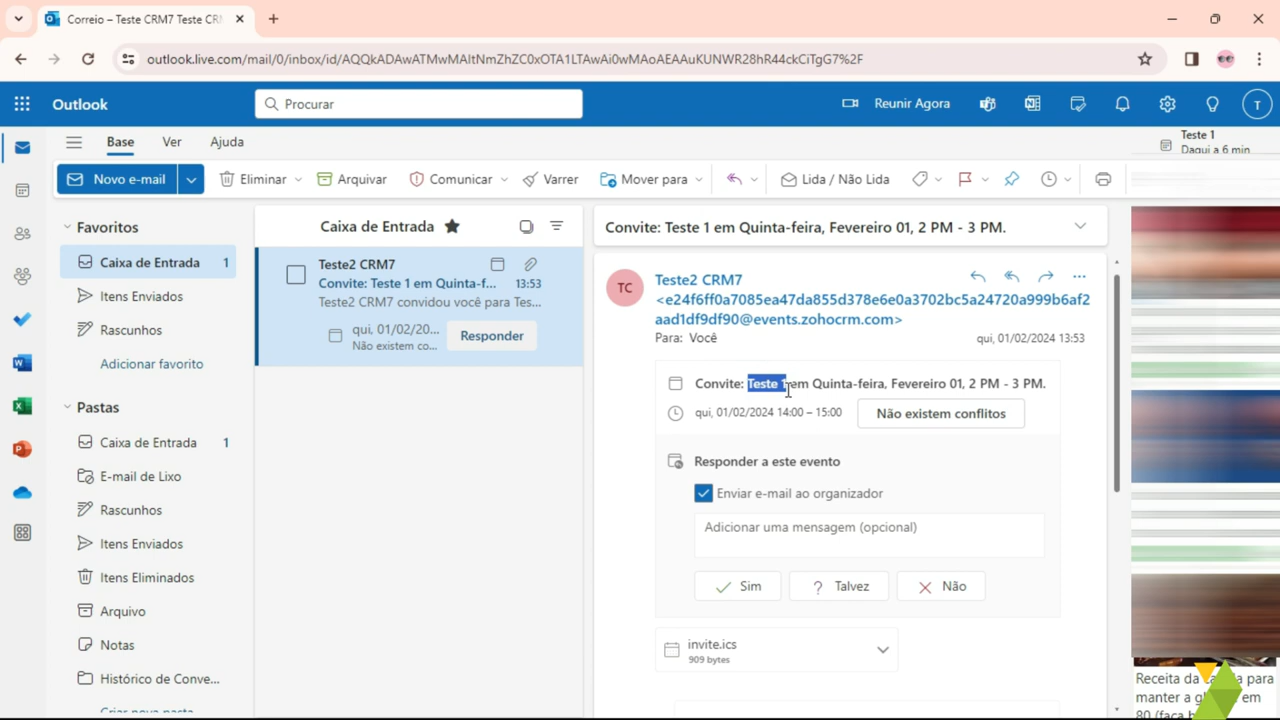 Correio – Teste CRM7 Teste CR
outlook.live.com/mail/0/inbox/id/AQQkADAwATMwMAItNmZhZC0xOTA1LTAwAi0wMAoAEAAuKUNWR28hR44ckCiTgG7%2F
Outlook
Procurar
Reunir Agora
T
Base
Ver
Ajuda
Teste 1
Daqui a 6 min
Novo e-mail
Eliminar
Arquivar
Comunicar
Varrer
Mover para
Lida / Não Lida
Favoritos
Caixa de Entrada 1
Itens Enviados
Rascunhos
Adicionar favorito
Pastas
Caixa de Entrada 1
E-mail de Lixo
Rascunhos
Itens Enviados
Itens Eliminados
Arquivo
Notas
Histórico de Conve...
Criar nova pasta
Caixa de Entrada
Teste2 CRM7
Convite: Teste 1 em Quinta-f... 13:53
Teste2 CRM7 convidou você para Tes...
qui, 01/02/20...
Não existem co...
Responder
Convite: Teste 1 em Quinta-feira, Fevereiro 01, 2 PM - 3 PM.
TC
Teste2 CRM7
<e24f6ff0a7085ea47da855d378e6e0a3702bc5a24720a999b6af2
aad1df9df90@events.zohocrm.com>
Para: Você
qui, 01/02/2024 13:53
Convite: Teste 1 em Quinta-feira, Fevereiro 01, 2 PM - 3 PM.
qui, 01/02/2024 14:00 – 15:00
Não existem conflitos
Responder a este evento
Enviar e-mail ao organizador
Adicionar uma mensagem (opcional)
Sim
Talvez
Não
invite.ics
909 bytes
Receita da para
manter a em
80 (faça